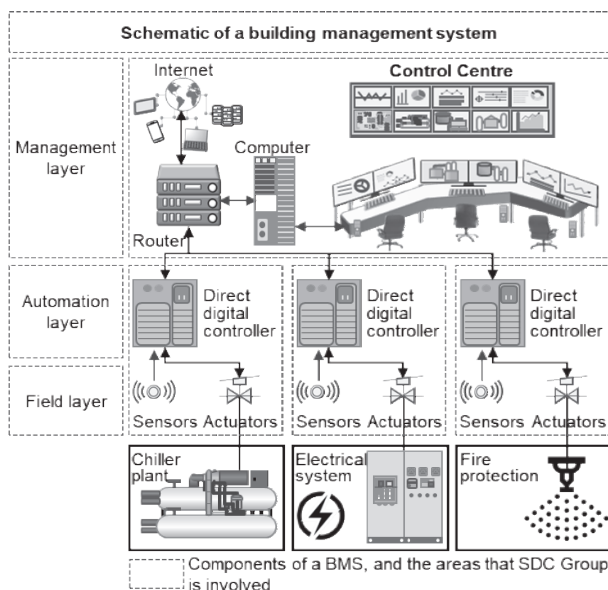 Schematic of a building management system
Internet
Control Centre
Management
layer
Computer
Router
Automation
layer
Direct
digital
controller
Direct
digital
controller
Direct
digital
controller
Field layer
Sensors Actuators
Sensors Actuators
Sensors Actuators
Chiller
plant
Electrical
system
Fire
protection
Components of a BMS, and the areas that SDC Group
is involved